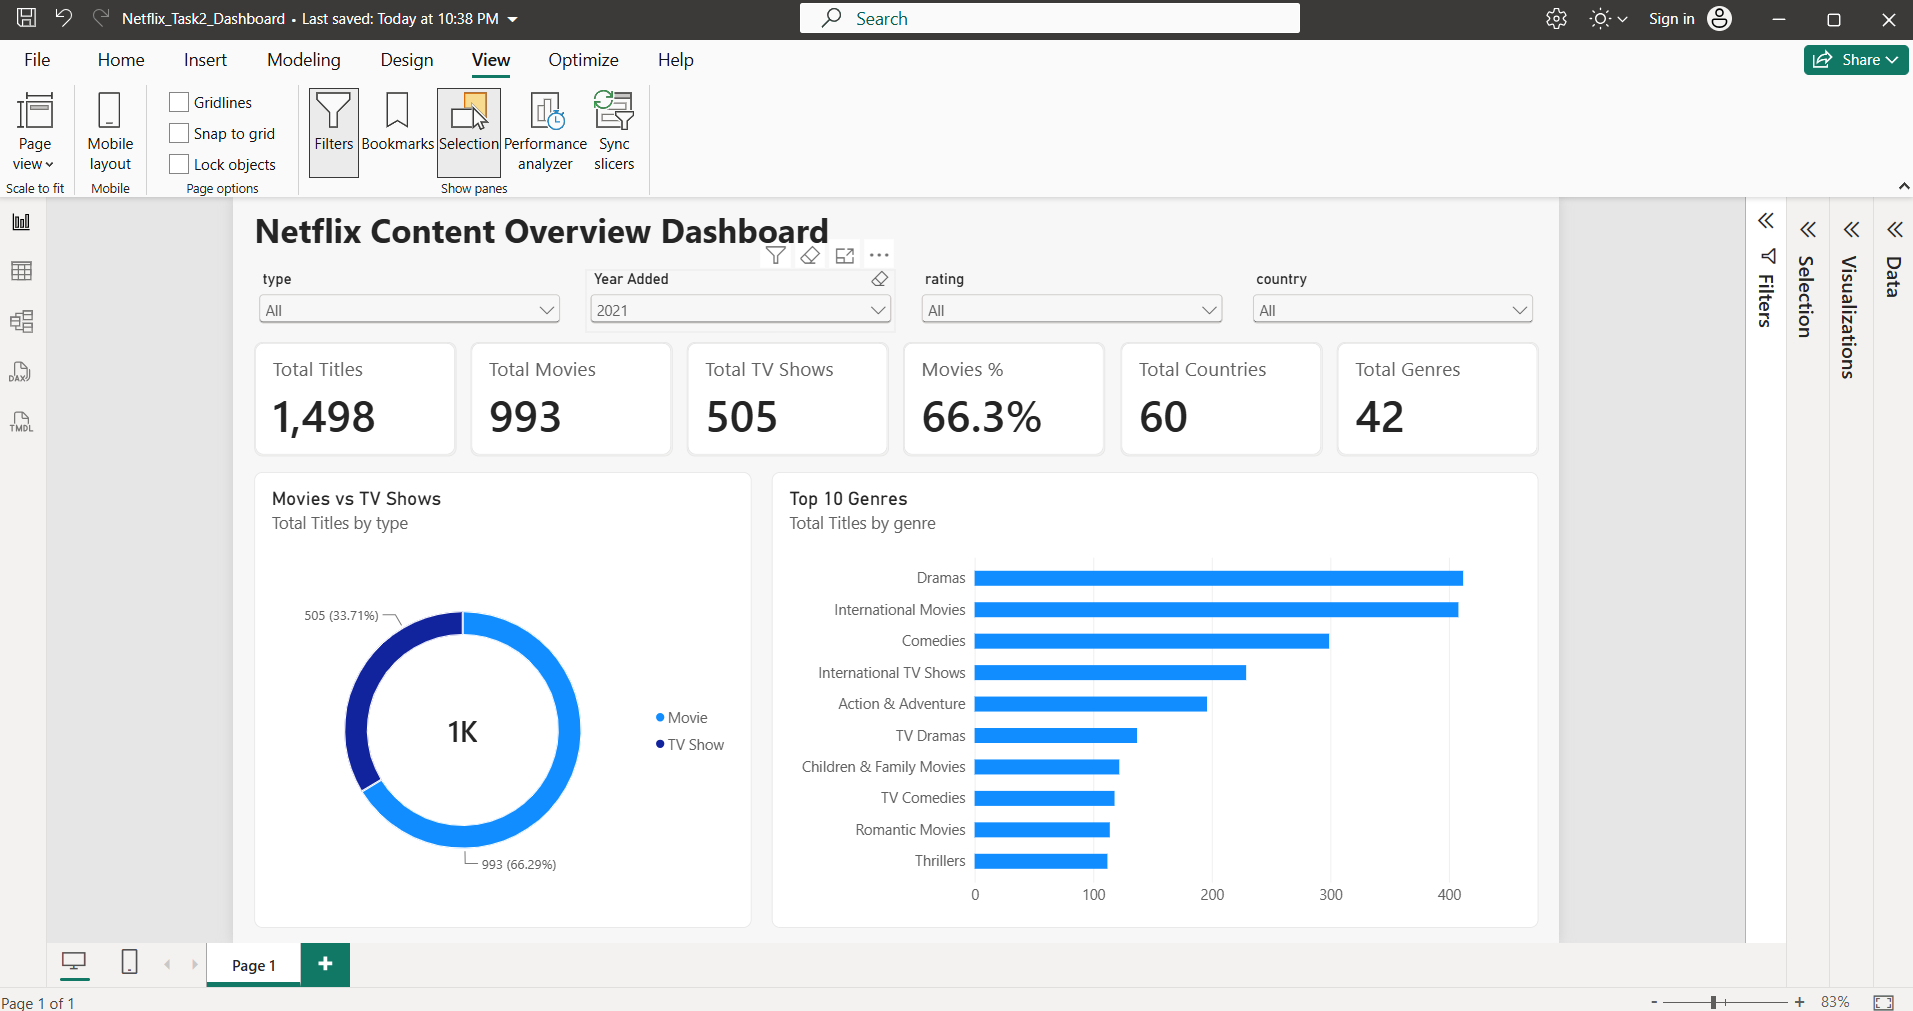 Netflix_Task2_Dashboard • Last saved: Today at 10:38 PM
Search
Sign in
File Home Insert Modeling Design View Optimize Help
Share
Page view
Scale to fit
Mobile layout
Mobile
Gridlines
Snap to grid
Lock objects
Page options
Filters
Bookmarks
Selection
Performance analyzer
Sync slicers
Show panes
DAX
TMDL
Netflix Content Overview Dashboard
type
All
Year Added
2021
rating
All
country
All
Total Titles
1,498
Total Movies
993
Total TV Shows
505
Movies %
66.3%
Total Countries
60
Total Genres
42
Movies vs TV Shows
Total Titles by type
505 (33.71%)
1K
993 (66.29%)
Movie
TV Show
Top 10 Genres
Total Titles by genre
Dramas
International Movies
Comedies
International TV Shows
Action & Adventure
TV Dramas
Children & Family Movies
TV Comedies
Romantic Movies
Thrillers
0 100 200 300 400
Filters
Selection
Visualizations
Data
Page 1
+
Page 1 of 1
- + 83%